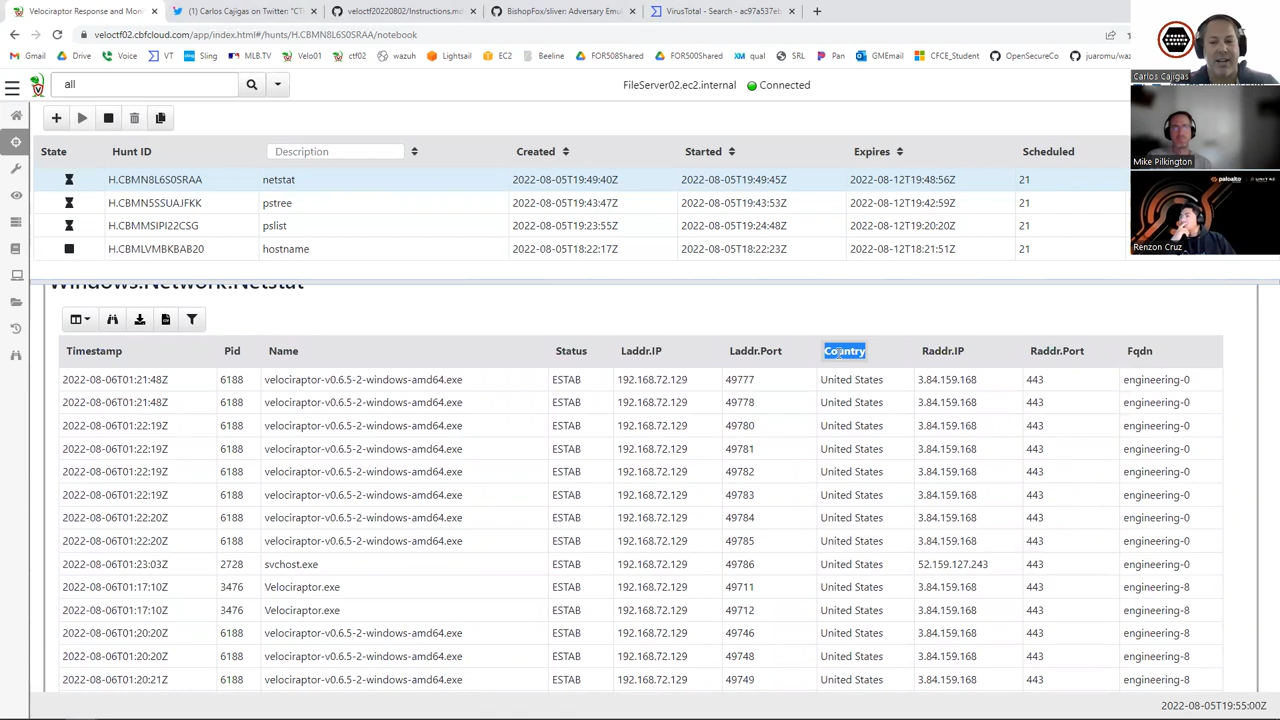 Velociraptor Response and Moni
(1) Carlos Cajigas on Twitter: "CT
veloctf20220802/Instructions.md
BishopFox/sliver: Adversary Emul
VirusTotal - Search - ac97a537eb
veloctf02.cbfcloud.com/app/index.html#/hunts/H.CBMN8L6S0SRAA/notebook
Gmail Drive Voice VT Sling MLB.TV Velo01 ctf02 wazuh Lightsail EC2 Beeline FOR508Shared FOR500Shared xual SRL Pan GMEmail CFCE_Student OpenSecureCo juaromu/waz
all
FileServer02.ec2.internal Connected
State Hunt ID Description Created Started Expires Scheduled
H.CBMN8L6S0SRAA netstat 2022-08-05T19:49:40Z 2022-08-05T19:49:45Z 2022-08-12T19:48:56Z 21
H.CBMN5SSUAJFKK pstree 2022-08-05T19:43:47Z 2022-08-05T19:43:53Z 2022-08-12T19:42:59Z 21
H.CBMMSIPI22CSG pslist 2022-08-05T19:23:55Z 2022-08-05T19:24:48Z 2022-08-12T19:20:20Z 21
H.CBMLVMBKBAB20 hostname 2022-08-05T18:22:17Z 2022-08-05T18:22:23Z 2022-08-12T18:21:51Z 21
Carlos Cajigas
Mike Pilkington
paloalto UNIT 42
Renzon Cruz
Windows.Network.Netstat
Timestamp Pid Name Status Laddr.IP Laddr.Port Country Raddr.IP Raddr.Port Fqdn
2022-08-06T01:21:48Z 6188 velociraptor-v0.6.5-2-windows-amd64.exe ESTAB 192.168.72.129 49777 United States 3.84.159.168 443 engineering-0
2022-08-06T01:21:48Z 6188 velociraptor-v0.6.5-2-windows-amd64.exe ESTAB 192.168.72.129 49778 United States 3.84.159.168 443 engineering-0
2022-08-06T01:22:19Z 6188 velociraptor-v0.6.5-2-windows-amd64.exe ESTAB 192.168.72.129 49780 United States 3.84.159.168 443 engineering-0
2022-08-06T01:22:19Z 6188 velociraptor-v0.6.5-2-windows-amd64.exe ESTAB 192.168.72.129 49781 United States 3.84.159.168 443 engineering-0
2022-08-06T01:22:19Z 6188 velociraptor-v0.6.5-2-windows-amd64.exe ESTAB 192.168.72.129 49782 United States 3.84.159.168 443 engineering-0
2022-08-06T01:22:19Z 6188 velociraptor-v0.6.5-2-windows-amd64.exe ESTAB 192.168.72.129 49783 United States 3.84.159.168 443 engineering-0
2022-08-06T01:22:20Z 6188 velociraptor-v0.6.5-2-windows-amd64.exe ESTAB 192.168.72.129 49784 United States 3.84.159.168 443 engineering-0
2022-08-06T01:22:20Z 6188 velociraptor-v0.6.5-2-windows-amd64.exe ESTAB 192.168.72.129 49785 United States 3.84.159.168 443 engineering-0
2022-08-06T01:23:03Z 2728 svchost.exe ESTAB 192.168.72.129 49786 United States 52.159.127.243 443 engineering-0
2022-08-06T01:17:10Z 3476 Velociraptor.exe ESTAB 192.168.72.129 49711 United States 3.84.159.168 443 engineering-8
2022-08-06T01:17:10Z 3476 Velociraptor.exe ESTAB 192.168.72.129 49712 United States 3.84.159.168 443 engineering-8
2022-08-06T01:20:20Z 6188 velociraptor-v0.6.5-2-windows-amd64.exe ESTAB 192.168.72.129 49746 United States 3.84.159.168 443 engineering-8
2022-08-06T01:20:20Z 6188 velociraptor-v0.6.5-2-windows-amd64.exe ESTAB 192.168.72.129 49748 United States 3.84.159.168 443 engineering-8
2022-08-06T01:20:21Z 6188 velociraptor-v0.6.5-2-windows-amd64.exe ESTAB 192.168.72.129 49749 United States 3.84.159.168 443 engineering-8
2022-08-05T19:55:00Z